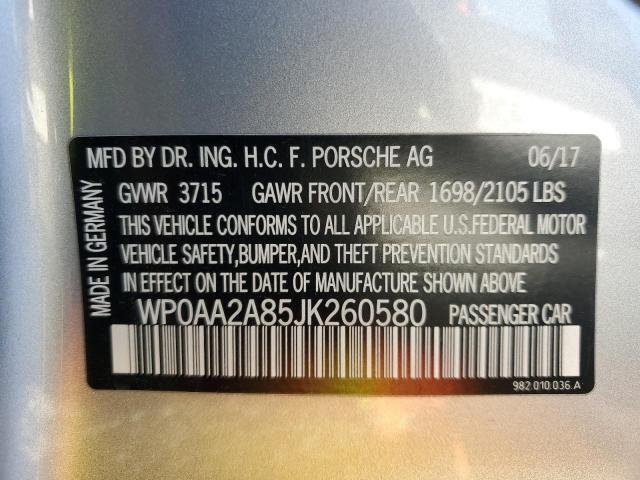 MFD BY DR. ING. H.C. F. PORSCHE AG 06/17
GVWR 3715 GAWR FRONT/REAR 1698/2105 LBS
THIS VEHICLE CONFORMS TO ALL APPLICABLE U.S.FEDERAL MOTOR
VEHICLE SAFETY,BUMPER,AND THEFT PREVENTION STANDARDS
IN EFFECT ON THE DATE OF MANUFACTURE SHOWN ABOVE
WP0AA2A85JK260580 PASSENGER CAR
982 010 036 A
MADE IN GERMANY